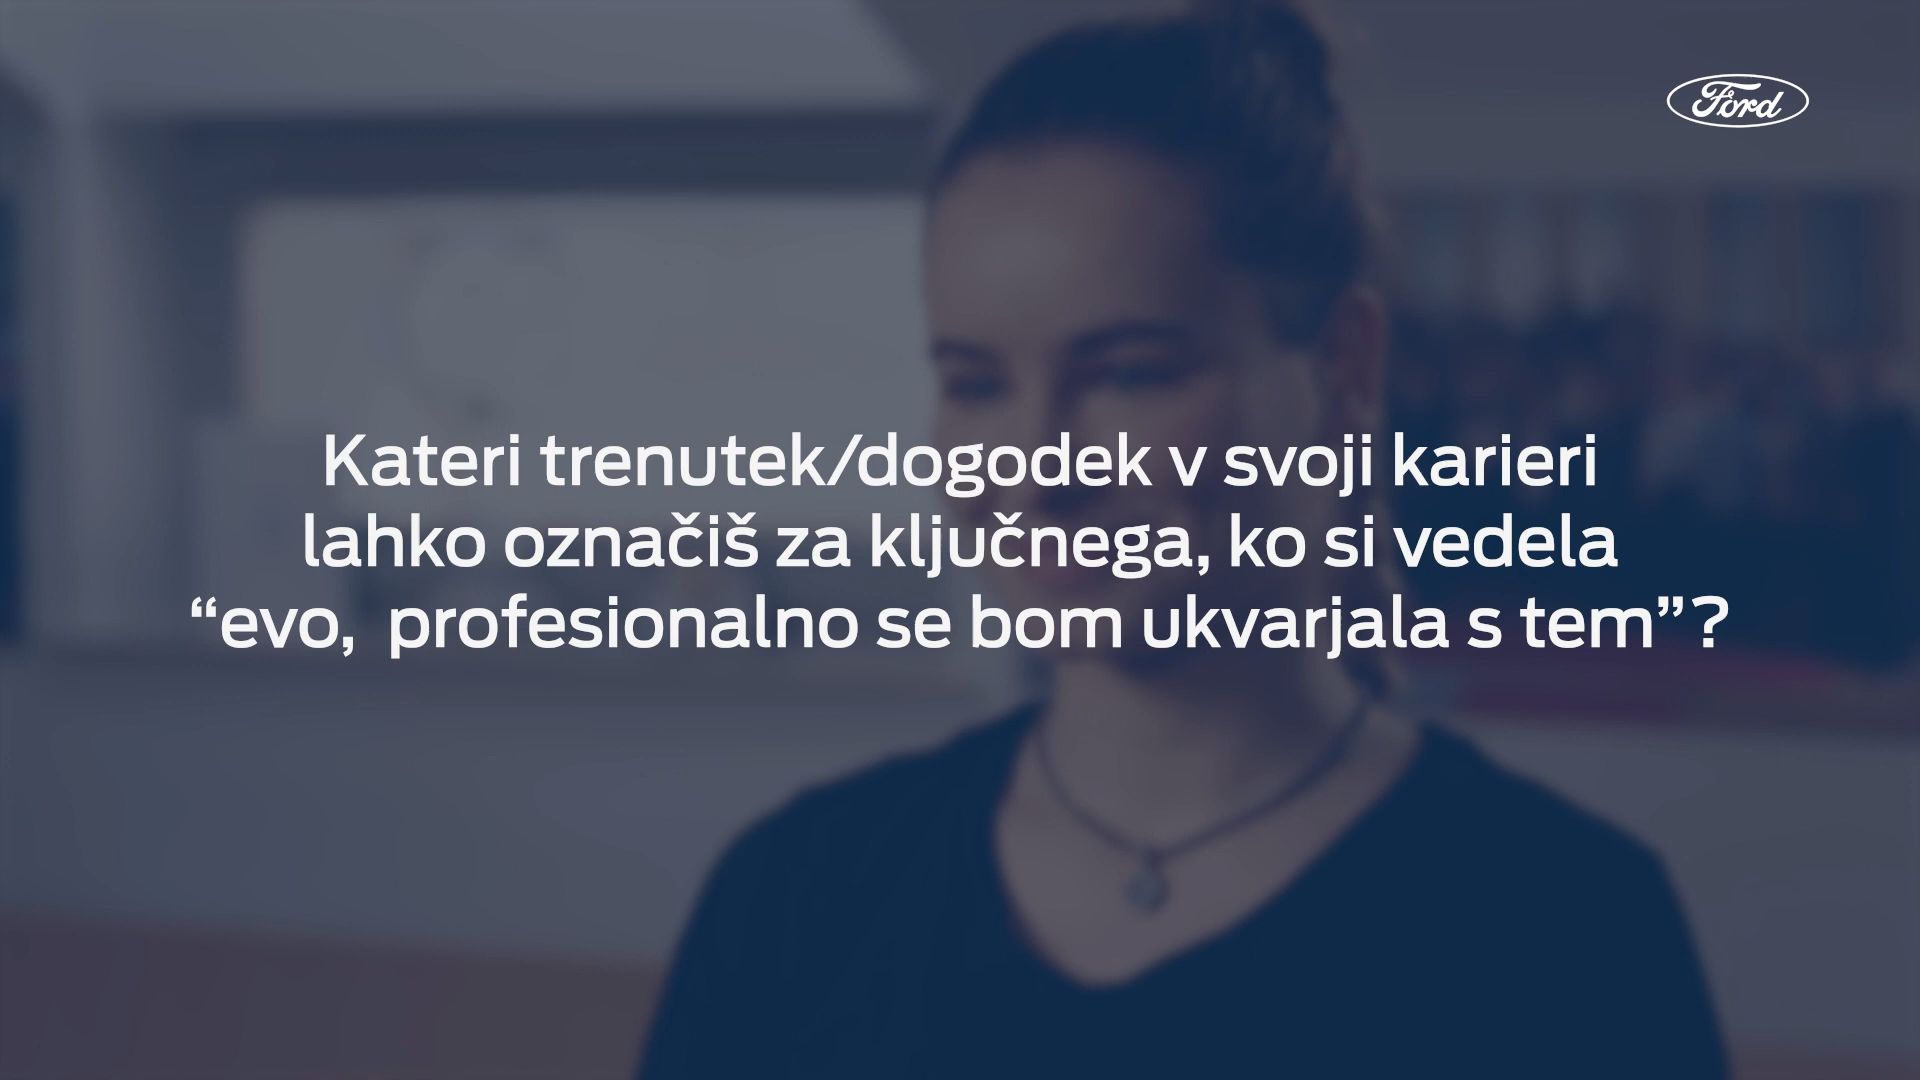 Ford
Kateri trenutek/dogodek v svoji karieri
lahko označiš za ključnega, ko si vedela
“evo,  profesionalno se bom ukvarjala s tem”?